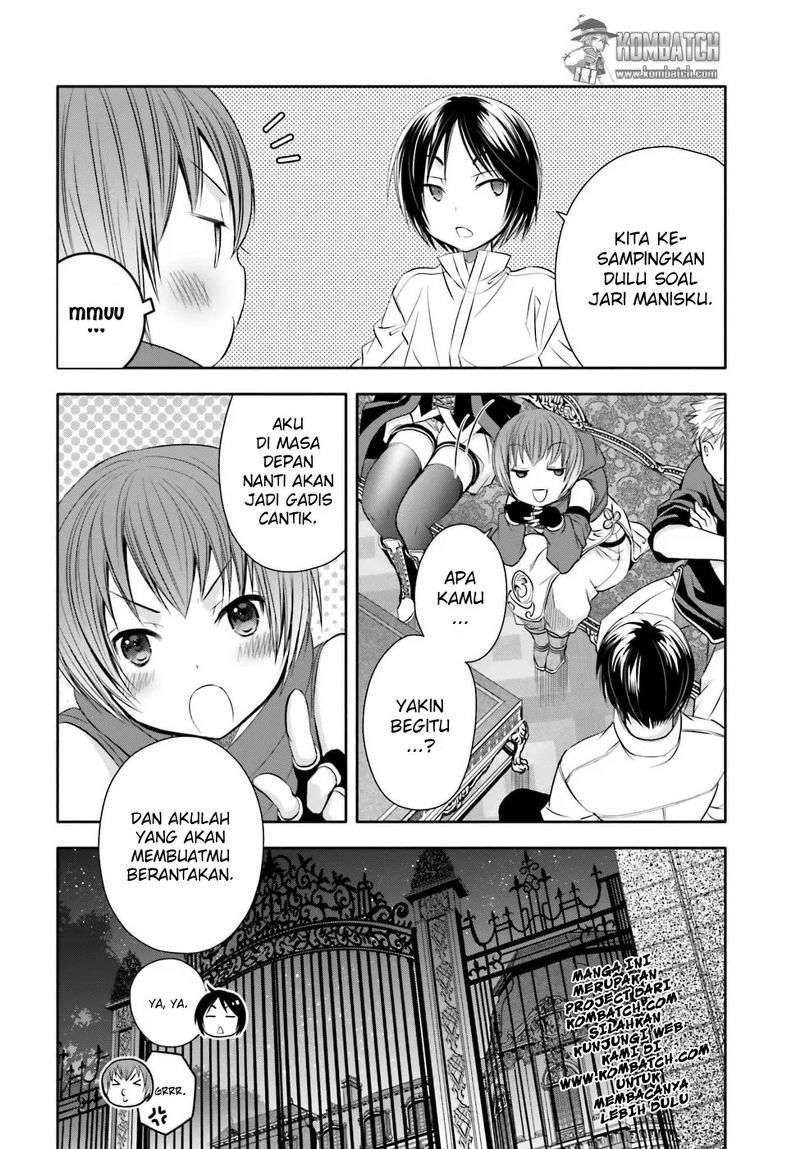 KOMBATCH
www.kombatch.com
KITA KE-
SAMPINGKAN
DULU SOAL
JARI MANISKU.
mmuu
APA
KAMU
...
YAKIN
BEGITU
...?
AKU
DI MASA
DEPAN
NANTI AKAN
JADI GADIS
CANTIK.
DAN AKULAH
YANG AKAN
MEMBUATMU
BERANTAKAN.
YA, YA.
GRRR.
MANGA INI
MERUPAKAN
PROJECT DARI
KOMBATCH.COM
SILAHKAN
KUNJUNGI WEB
KAMI DI
WWW.KOMBATCH.COM
UNTUK
MEMBACANYA
LEBIH DULU